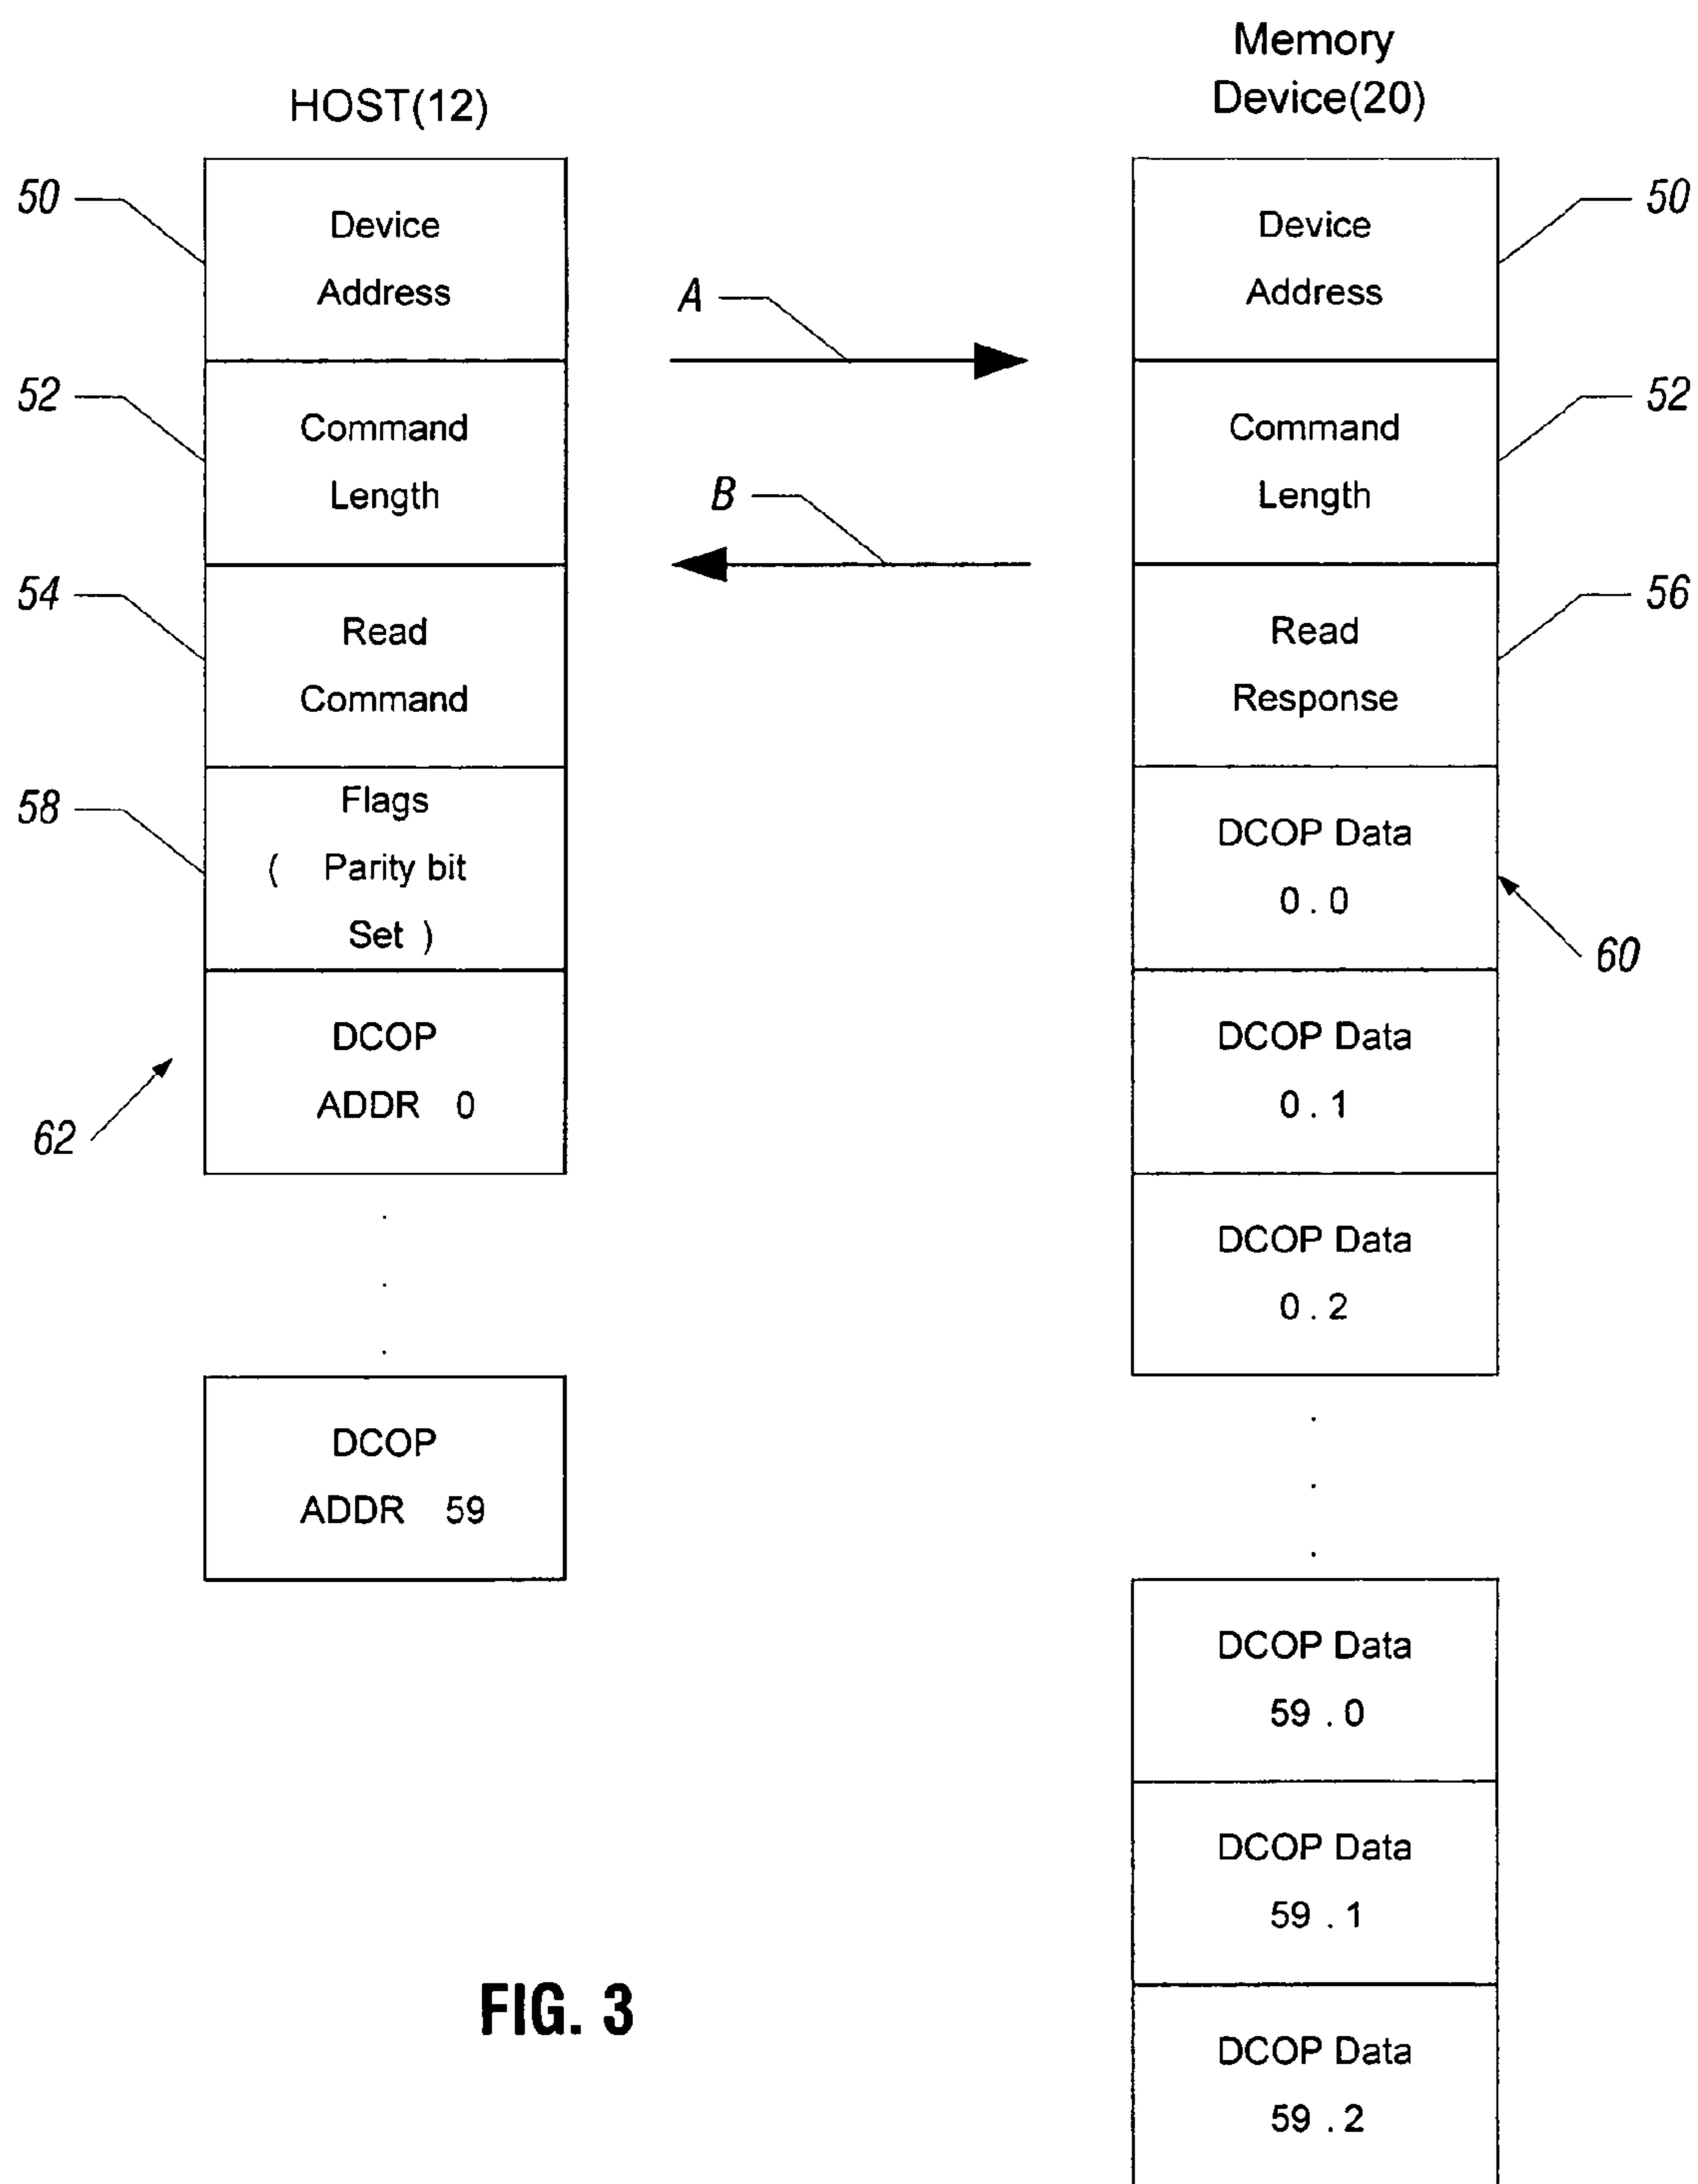 HOST(12)
50
Device
Address
52
Command
Length
54
Read
Command
58
Flags
( Parity bit
Set )
62
DCOP
ADDR 0
.
.
.
DCOP
ADDR 59
A
B
Memory
Device(20)
Device
Address
50
Command
Length
52
Read
Response
56
DCOP Data
0 . 0
60
DCOP Data
0 . 1
DCOP Data
0 . 2
.
.
.
DCOP Data
59 . 0
DCOP Data
59 . 1
DCOP Data
59 . 2
FIG. 3